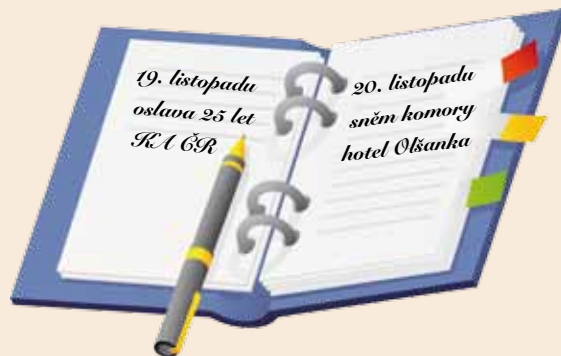 19. listopadu
oslava 25 let
KA ČR
20. listopadu
sněm komory
hotel Olšanka